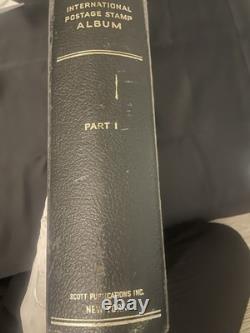 INTERNATIONAL
POSTAGE STAMP
ALBUM
PART I
SCOTT PUBLICATIONS INC.
NEW YORK